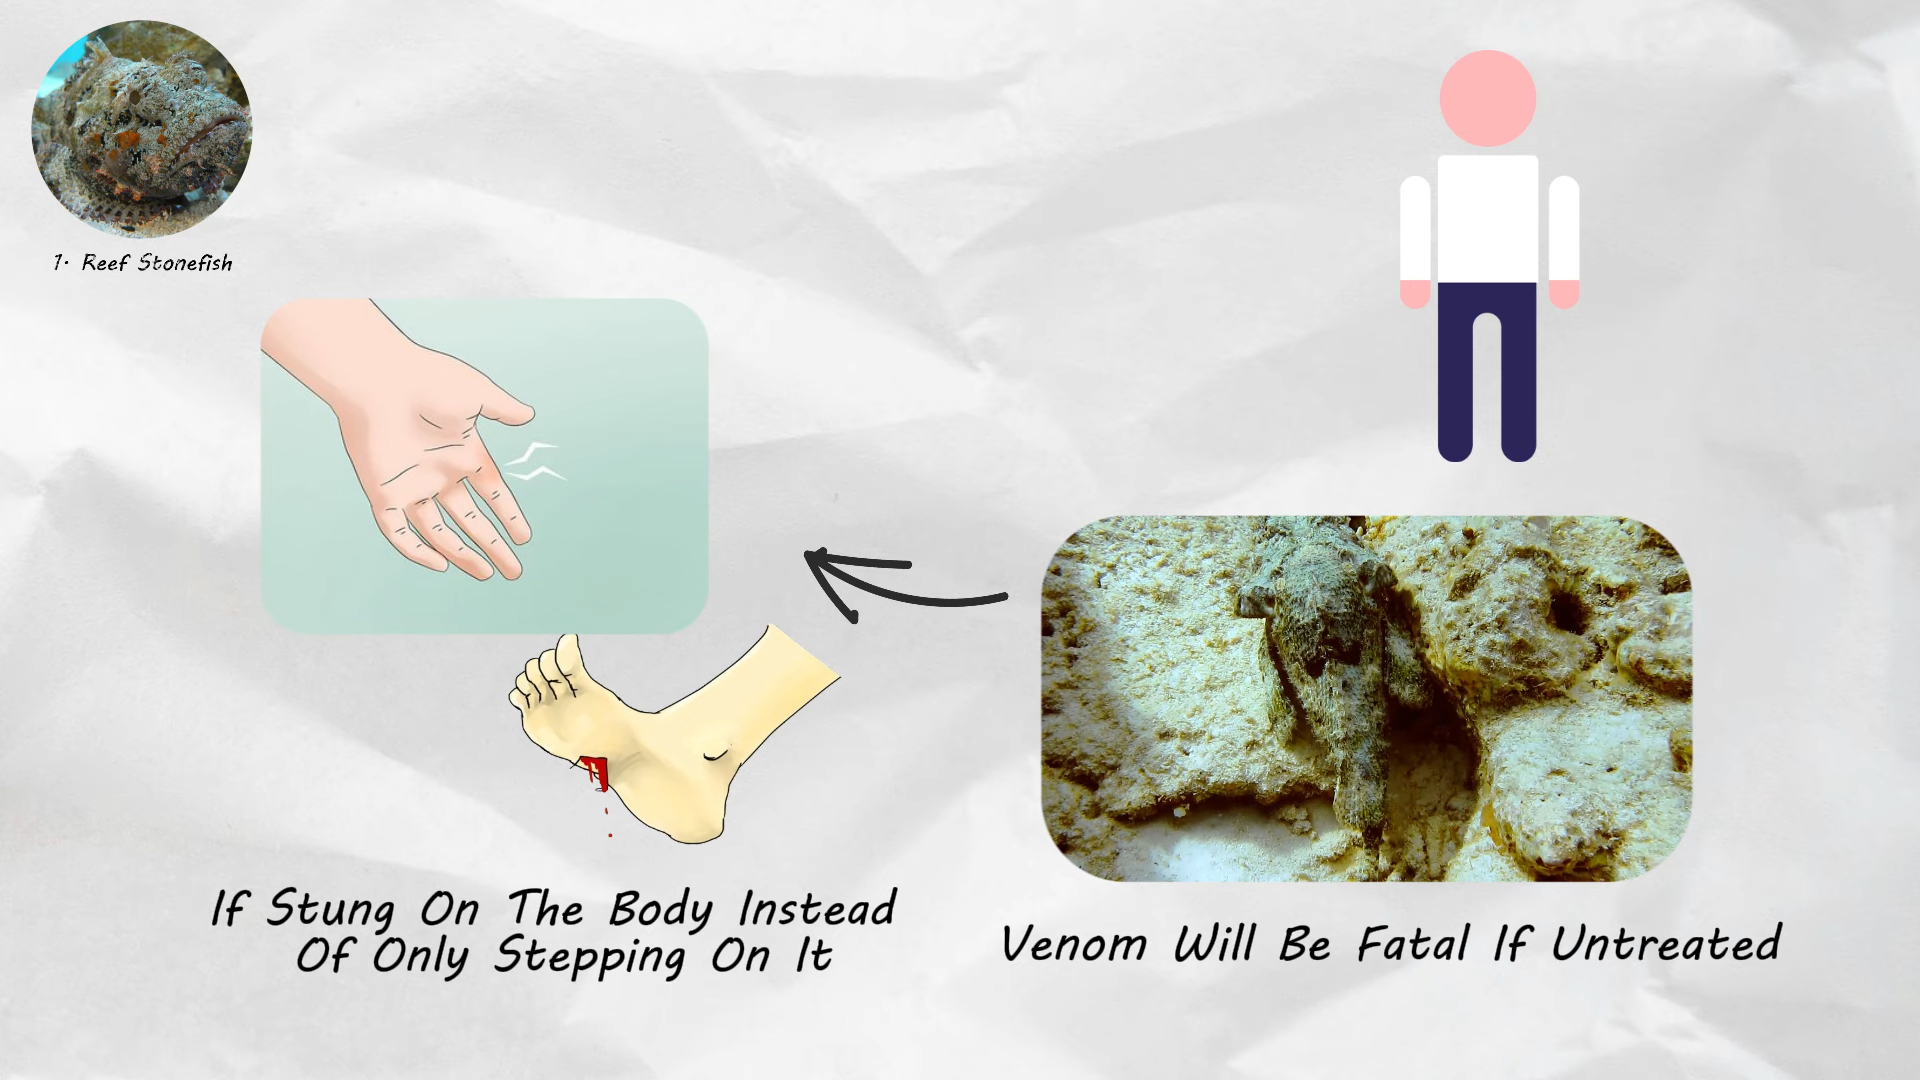 1. Reef Stonefish
If Stung On The Body Instead
Of Only Stepping On It
Venom Will Be Fatal If Untreated